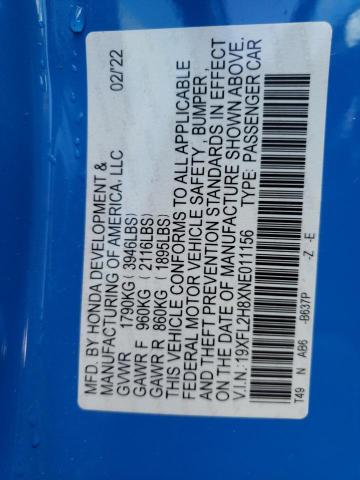 MFD. BY HONDA DEVELOPMENT & 02/22
MANUFACTURING OF AMERICA, LLC
GVWR 1790KG (3946LBS)
GAWR F 960KG (2116LBS)
GAWR R 860KG (1895LBS)
THIS VEHICLE CONFORMS TO ALL APPLICABLE
FEDERAL MOTOR VEHICLE SAFETY, BUMPER,
AND THEFT PREVENTION STANDARDS IN EFFECT
ON THE DATE OF MANUFACTURE SHOWN ABOVE.
V.I.N.: 19XFL2H8XNE011156 TYPE: PASSENGER CAR
T49 N AB6 -B637P -Z -E